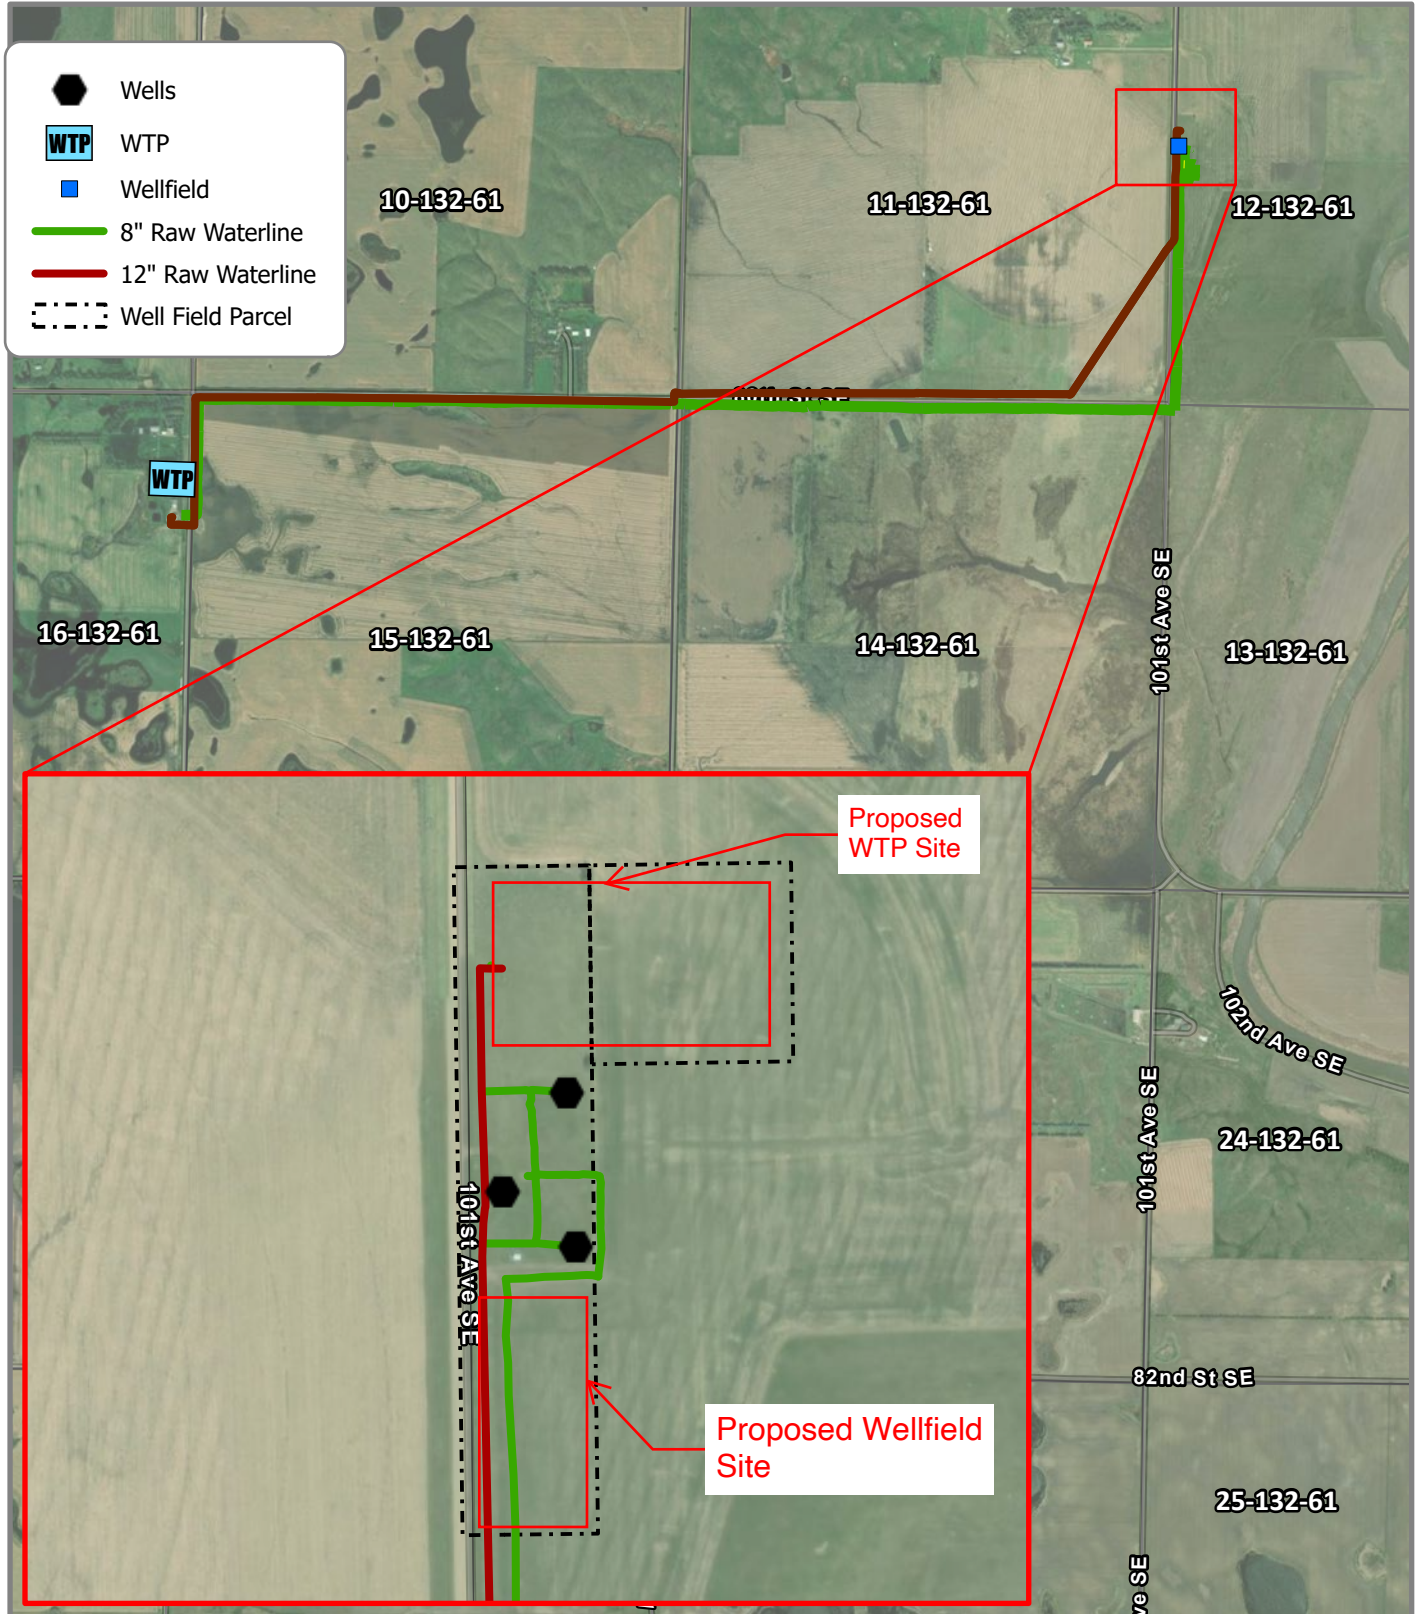 Wells
WTP
WTP
Wellfield
8" Raw Waterline
12" Raw Waterline
Well Field Parcel
10-132-61
11-132-61
12-132-61
WTP
16-132-61
15-132-61
14-132-61
13-132-61
101st Ave SE
Proposed
WTP Site
102nd Ave SE
101st Ave SE
24-132-61
101st Ave SE
82nd St SE
Proposed Wellfield
Site
25-132-61
ve SE